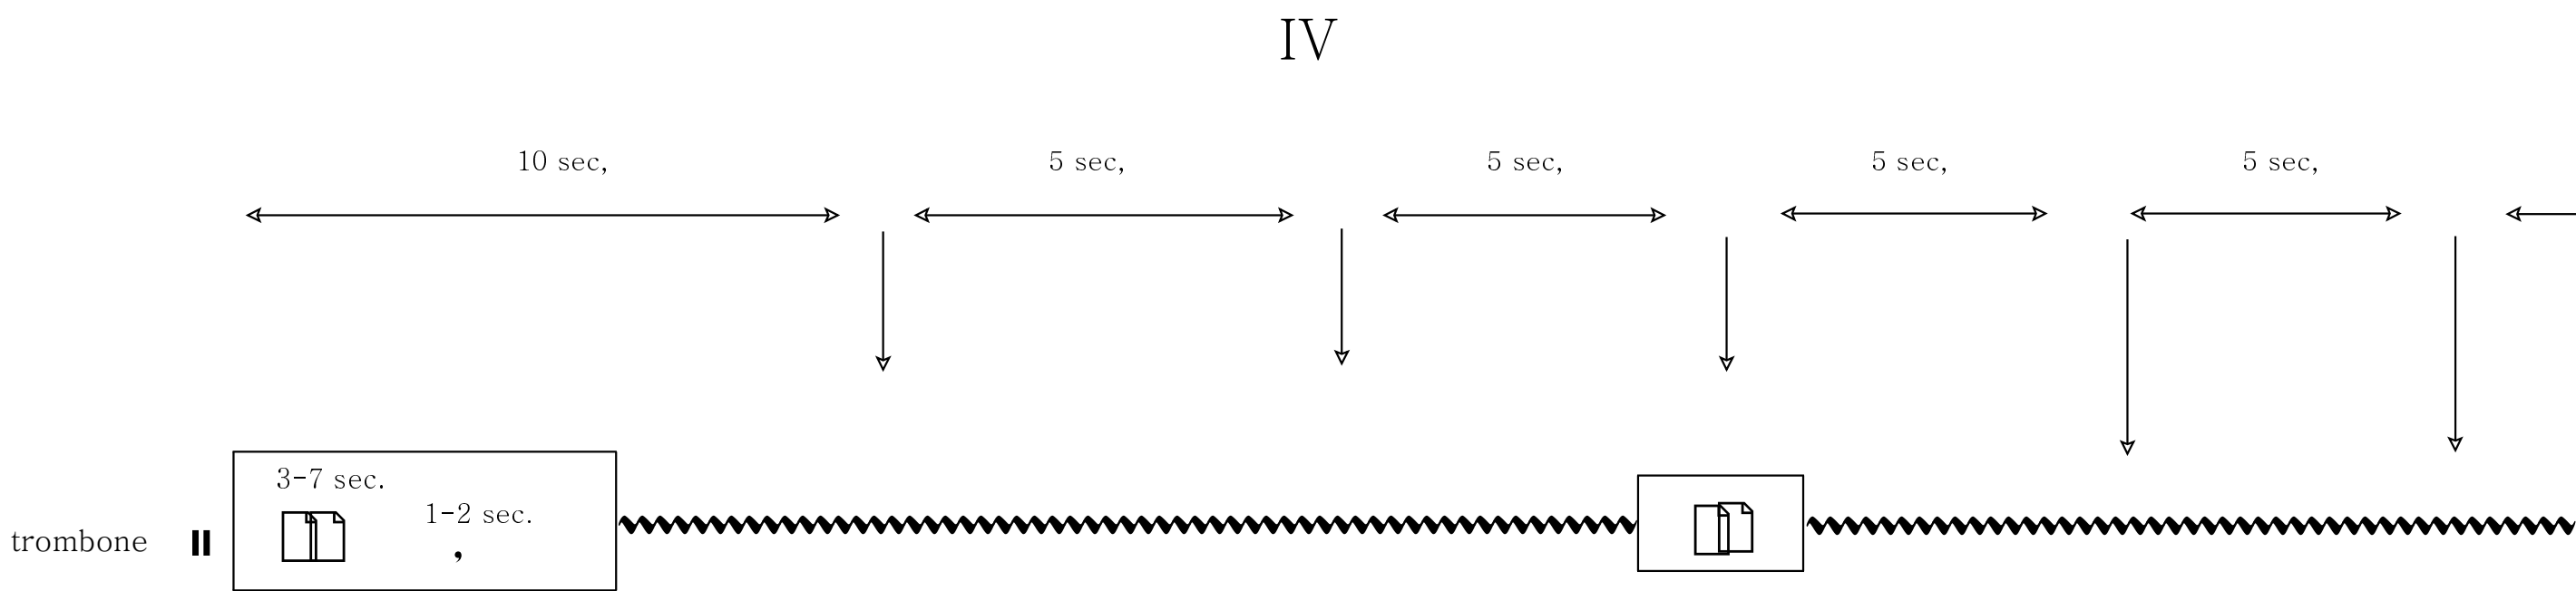 IV
10 sec, 5 sec, 5 sec, 5 sec, 5 sec,
3-7 sec.
1-2 sec.
,
trombone